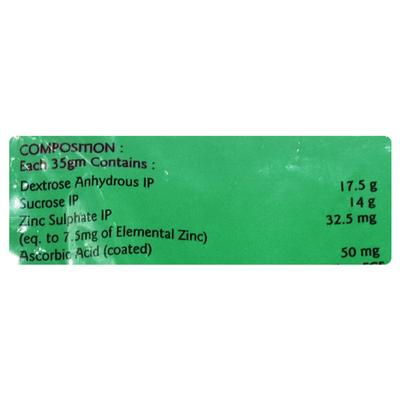 COMPOSITION :
Each 35gm Contains :
Dextrose Anhydrous IP 17.5 g
Sucrose IP 14 g
Zinc Sulphate IP 32.5 mg
(eq. to 7.5mg of Elemental Zinc)
Ascorbic Acid (coated) 50 mg